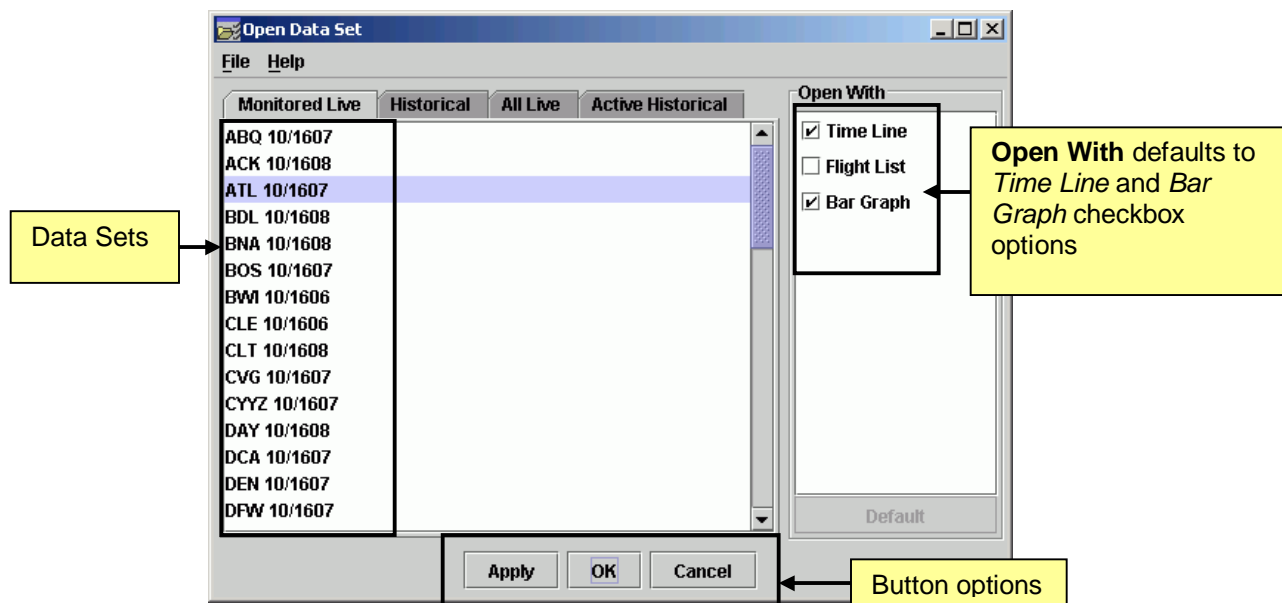 Open Data Set
File Help
Monitored Live Historical All Live Active Historical
ABQ 10/1607
ACK 10/1608
ATL 10/1607
BDL 10/1608
BNA 10/1608
BOS 10/1607
BWI 10/1606
CLE 10/1606
CLT 10/1608
CVG 10/1607
CYYZ 10/1607
DAY 10/1608
DCA 10/1607
DEN 10/1607
DFW 10/1607
Open With
Time Line
Flight List
Bar Graph
Default
Apply OK Cancel
Data Sets
Open With defaults to
Time Line and Bar
Graph checkbox
options
Button options